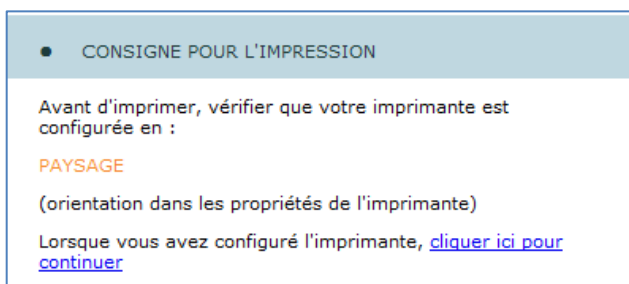 ● CONSIGNE POUR L'IMPRESSION
Avant d'imprimer, vérifier que votre imprimante est
configurée en :
PAYSAGE
(orientation dans les propriétés de l'imprimante)
Lorsque vous avez configuré l'imprimante, cliquer ici pour
continuer